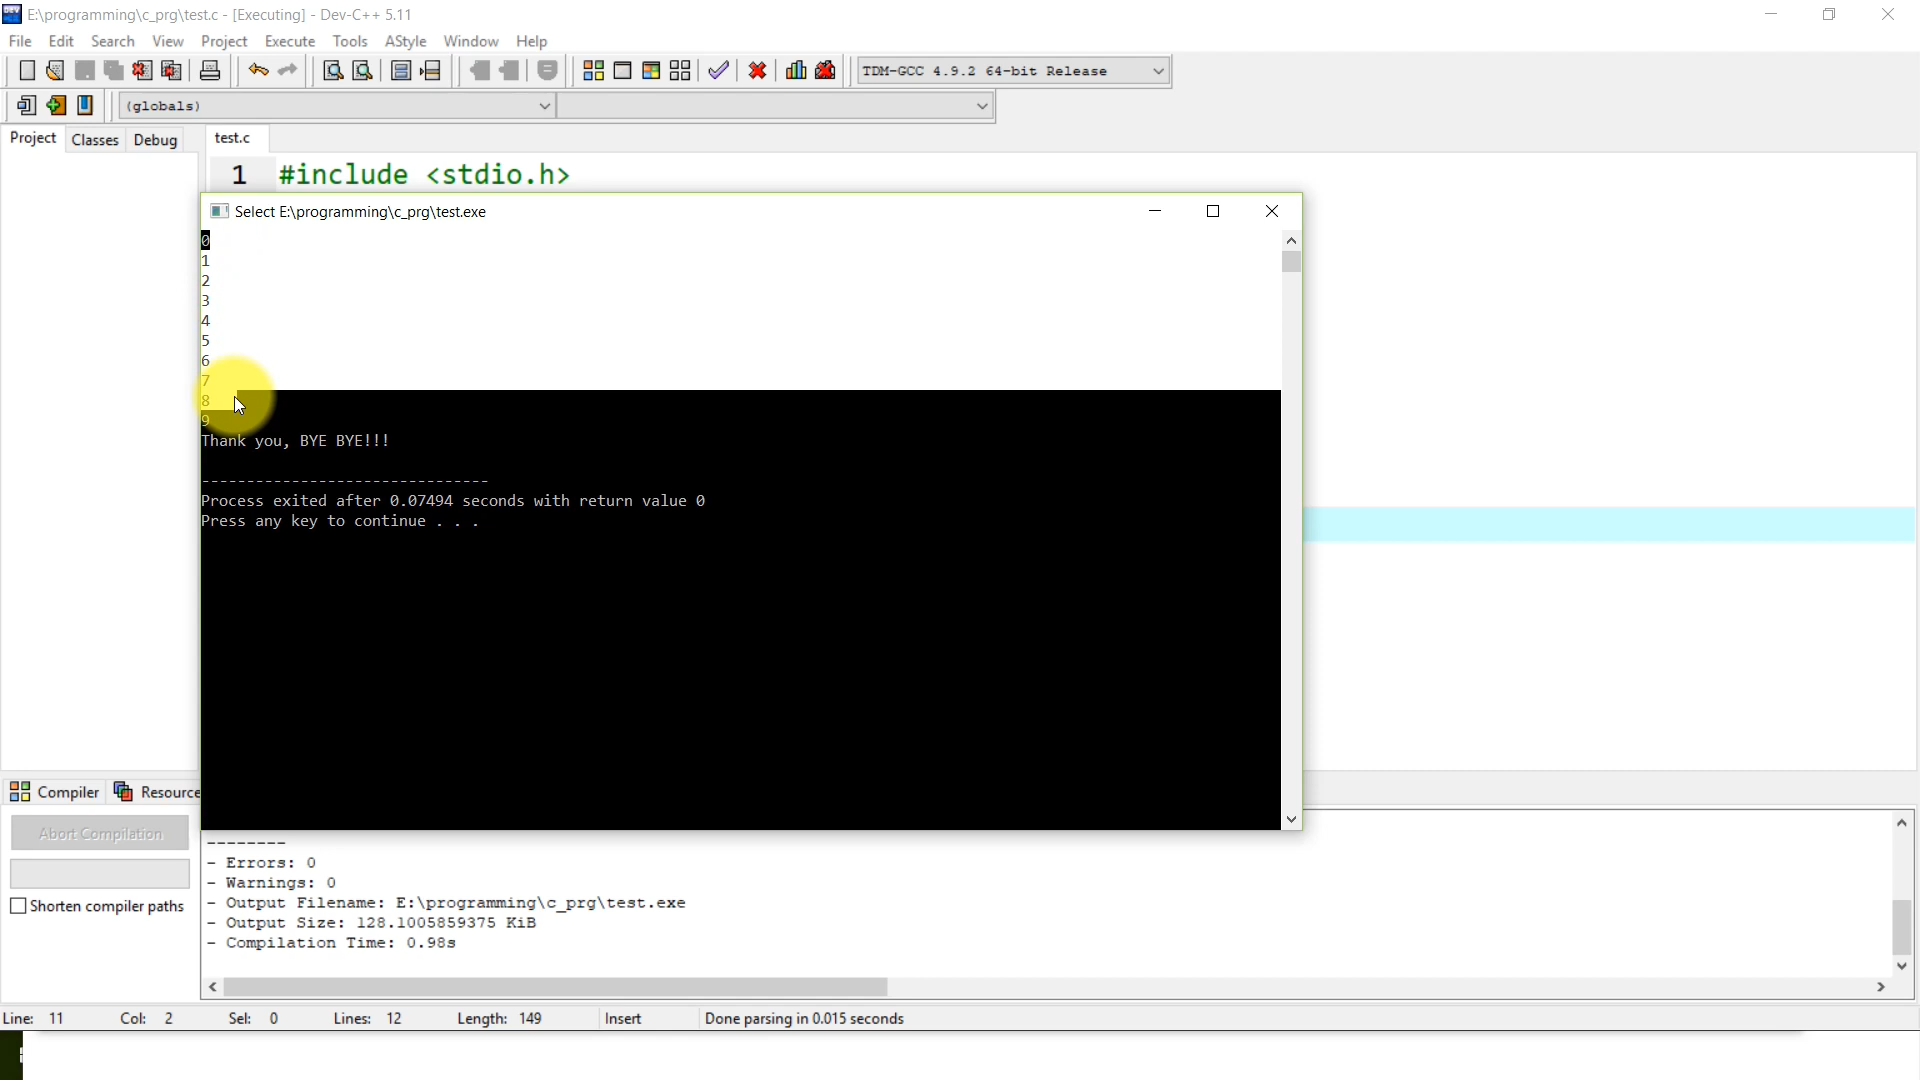 E:\programming\c_prg\test.c - [Executing] - Dev-C++ 5.11
File Edit Search View Project Execute Tools AStyle Window Help
TDM-GCC 4.9.2 64-bit Release
(globals)
Project Classes Debug test.c
1 #include <stdio.h>
Select E:\programming\c_prg\test.exe
0
1
2
3
4
5
6
7
8
9
Thank you, BYE BYE!!!
--------------------------------
Process exited after 0.07494 seconds with return value 0
Press any key to continue . . .
Compiler Resource
Abort Compilation
Shorten compiler paths
--------
- Errors: 0
- Warnings: 0
- Output Filename: E:\programming\c_prg\test.exe
- Output Size: 128.1005859375 KiB
- Compilation Time: 0.98s
Line: 11 Col: 2 Sel: 0 Lines: 12 Length: 149 Insert Done parsing in 0.015 seconds